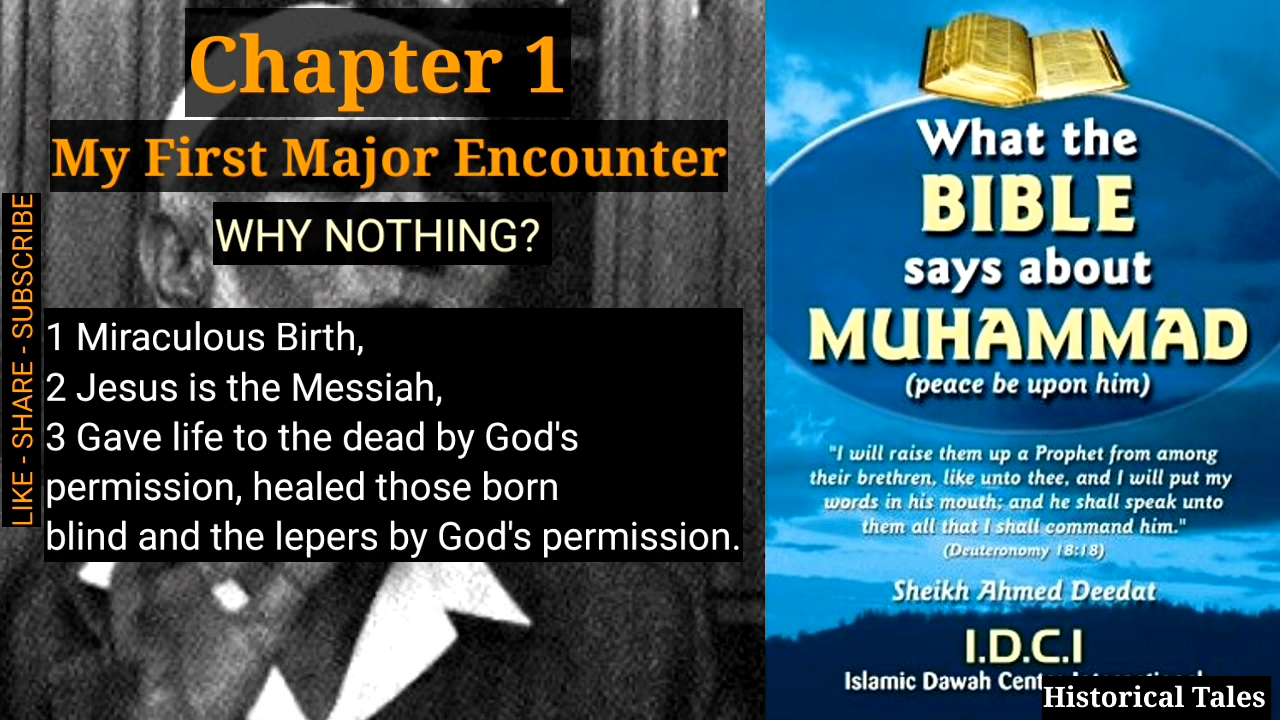 Chapter 1
My First Major Encounter
WHY NOTHING?
LIKE - SHARE - SUBSCRIBE
1 Miraculous Birth,
2 Jesus is the Messiah,
3 Gave life to the dead by God's
permission, healed those born
blind and the lepers by God's permission.
What the
BIBLE
says about
MUHAMMAD
(peace be upon him)
"I will raise them up a Prophet from among
their brethren, like unto thee, and I will put my
words in his mouth; and he shall speak unto
them all that I shall command him."
(Deuteronomy 18:18)
Sheikh Ahmed Deedat
I.D.C.I
Islamic Dawah
Historical Tales